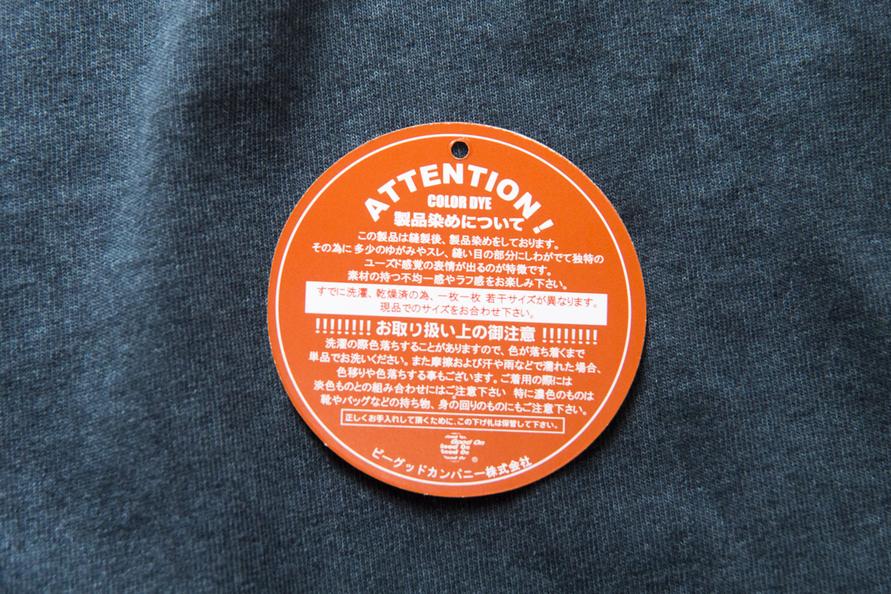 ATTENTION!
COLOR DYE
製品染めについて
この製品は縫製後、製品染めをしております。
その為に多少のゆがみやスレ、縫い目の部分にしわがでて独特の
ユーズド感覚の表情が出るのが特徴です。
素材の持つ不均一感やラフ感をお楽しみ下さい。
すでに洗濯、乾燥済の為、一枚一枚 若干サイズが異なります。
現品でのサイズをお合わせ下さい。
!!!!!!!!! お取り扱い上の御注意 !!!!!!!!
洗濯の際色落ちすることがありますので、色が落ち着くまで
単品でお洗いください。また摩擦および汗や雨などで濡れた場合、
色移りや色落ちする事もございます。ご着用の際には
淡色ものとの組み合わせにはご注意下さい 特に濃色のものは
靴やバッグなどの持ち物、身の回りのものにもご注意下さい。
正しくお手入れして頂くために、この下げ札は保管して下さい。
Good On
Good On
Good On
©
ビーグッドカンパニー株式会社